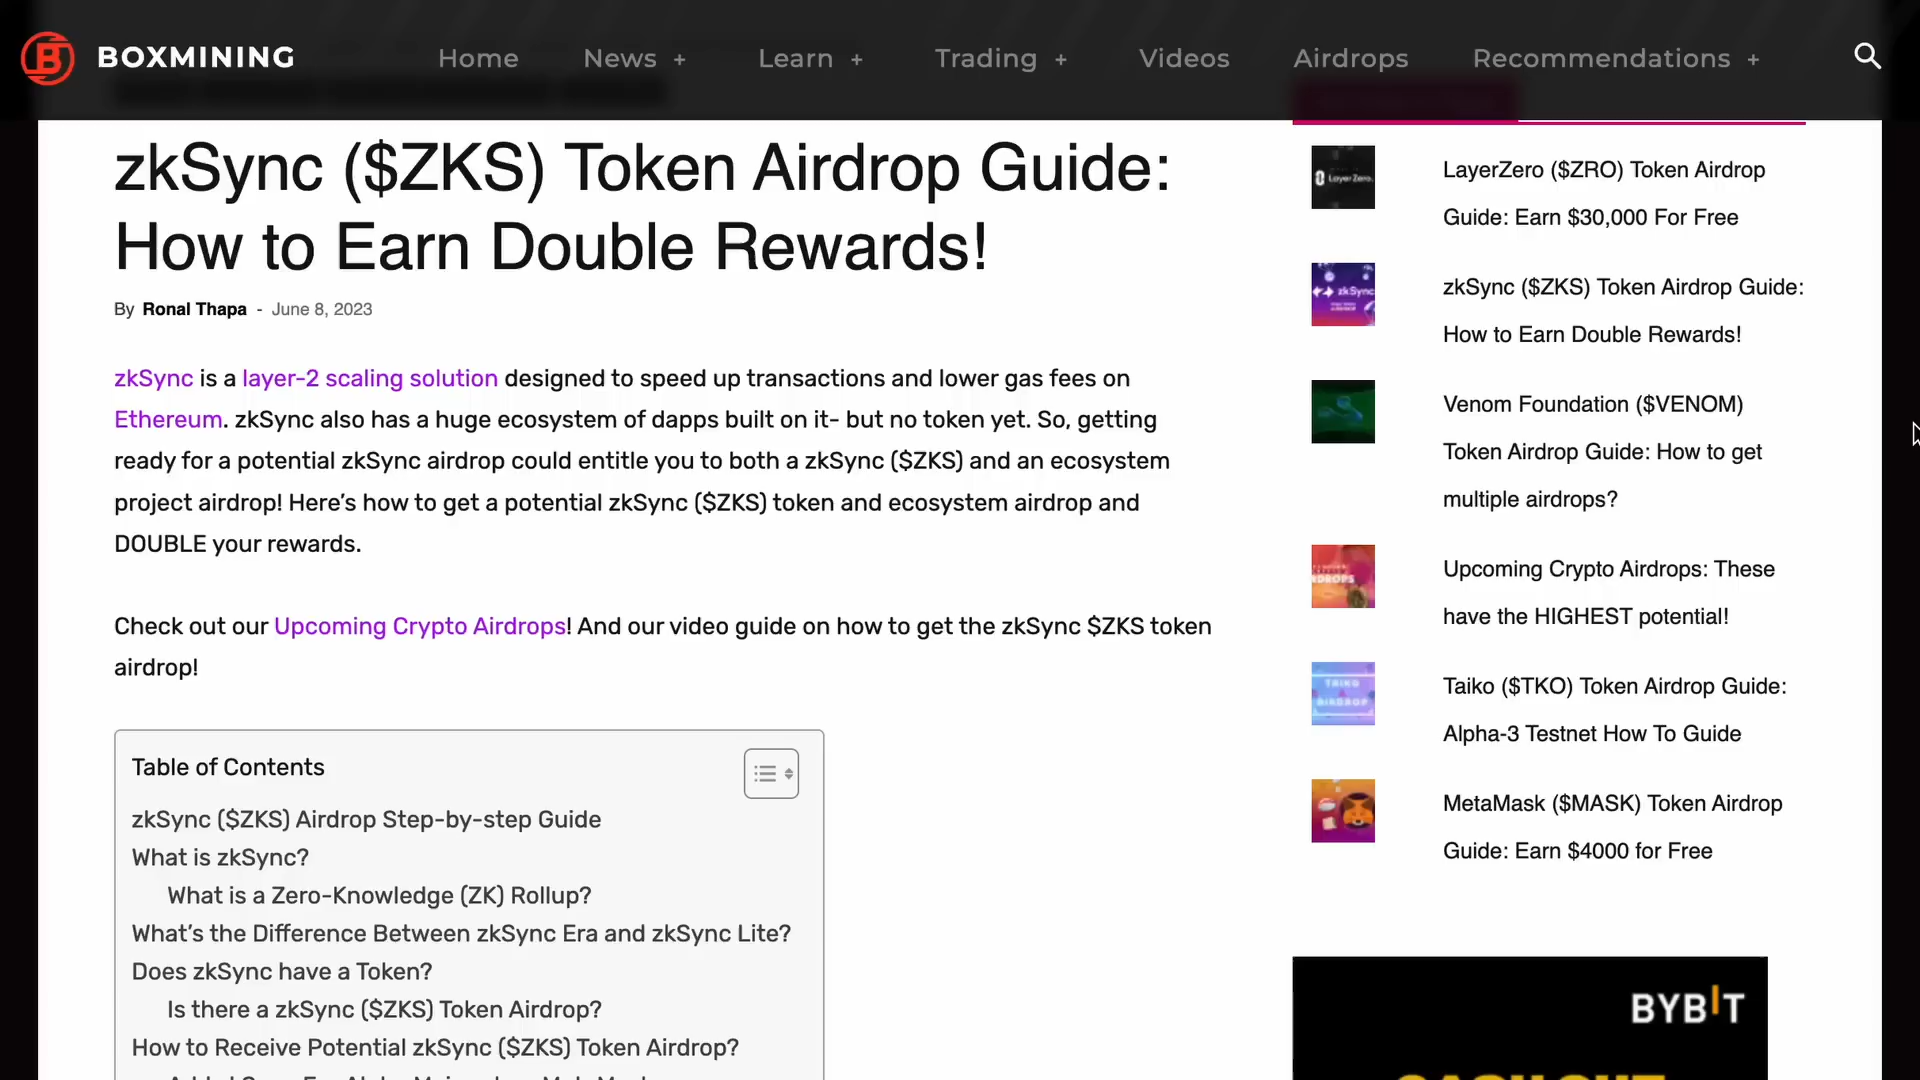 BOXMINING
Home
News +
Learn +
Trading +
Videos
Airdrops
Recommendations +
zkSync ($ZKS) Token Airdrop Guide:
How to Earn Double Rewards!
By Ronal Thapa - June 8, 2023
zkSync is a layer-2 scaling solution designed to speed up transactions and lower gas fees on
Ethereum. zkSync also has a huge ecosystem of dapps built on it- but no token yet. So, getting
ready for a potential zkSync airdrop could entitle you to both a zkSync ($ZKS) and an ecosystem
project airdrop! Here’s how to get a potential zkSync ($ZKS) token and ecosystem airdrop and
DOUBLE your rewards.
Check out our Upcoming Crypto Airdrops! And our video guide on how to get the zkSync $ZKS token
airdrop!
Table of Contents
zkSync ($ZKS) Airdrop Step-by-step Guide
What is zkSync?
What is a Zero-Knowledge (ZK) Rollup?
What’s the Difference Between zkSync Era and zkSync Lite?
Does zkSync have a Token?
Is there a zkSync ($ZKS) Token Airdrop?
How to Receive Potential zkSync ($ZKS) Token Airdrop?
LayerZero ($ZRO) Token Airdrop
Guide: Earn $30,000 For Free
zkSync ($ZKS) Token Airdrop Guide:
How to Earn Double Rewards!
Venom Foundation ($VENOM)
Token Airdrop Guide: How to get
multiple airdrops?
Upcoming Crypto Airdrops: These
have the HIGHEST potential!
Taiko ($TKO) Token Airdrop Guide:
Alpha-3 Testnet How To Guide
MetaMask ($MASK) Token Airdrop
Guide: Earn $4000 for Free
Layer Zero.
zkSync
TAIKO
AIRDROP
BYBIT